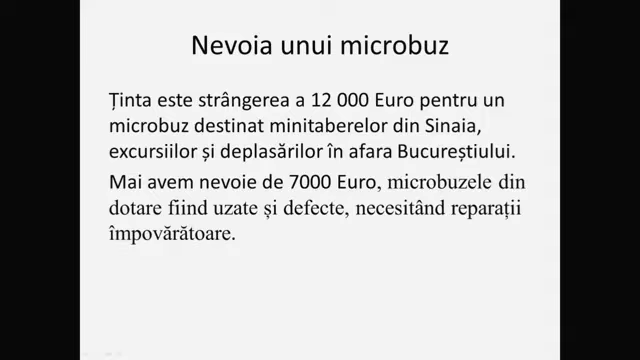 Nevoia unui microbuz
Ținta este strângerea a 12 000 Euro pentru un
microbuz destinat minitaberelor din Sinaia,
excursiilor și deplasărilor în afara Bucureștiului.
Mai avem nevoie de 7000 Euro, microbuzele din
dotare fiind uzate și defecte, necesitând reparații
împovărătoare.